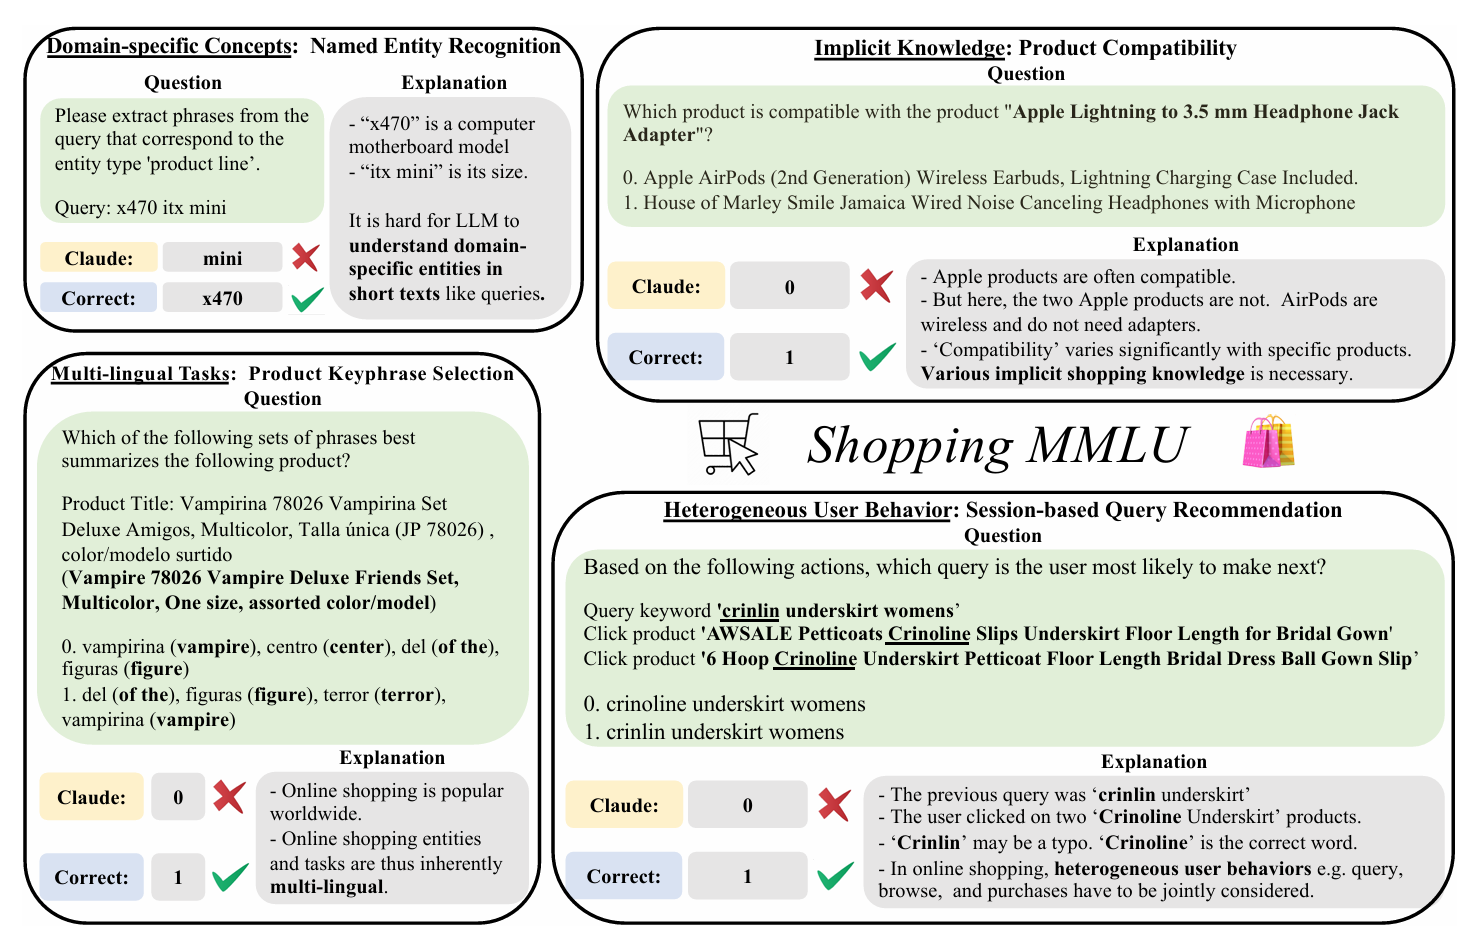 Domain-specific Concepts: Named Entity Recognition
Question
Please extract phrases from the
query that correspond to the
entity type 'product line’.
Query: x470 itx mini
Claude:
mini
Correct:
x470
Explanation
- “x470” is a computer
motherboard model
- “itx mini” is its size.
It is hard for LLM to
understand domain-
specific entities in
short texts like queries.
Implicit Knowledge: Product Compatibility
Question
Which product is compatible with the product "Apple Lightning to 3.5 mm Headphone Jack
Adapter"?
0. Apple AirPods (2nd Generation) Wireless Earbuds, Lightning Charging Case Included.
1. House of Marley Smile Jamaica Wired Noise Canceling Headphones with Microphone
Claude:
0
Correct:
1
Explanation
- Apple products are often compatible.
- But here, the two Apple products are not. AirPods are
wireless and do not need adapters.
- ‘Compatibility’ varies significantly with specific products.
Various implicit shopping knowledge is necessary.
Multi-lingual Tasks: Product Keyphrase Selection
Question
Which of the following sets of phrases best
summarizes the following product?
Product Title: Vampirina 78026 Vampirina Set
Deluxe Amigos, Multicolor, Talla única (JP 78026) ,
color/modelo surtido
(Vampire 78026 Vampire Deluxe Friends Set,
Multicolor, One size, assorted color/model)
0. vampirina (vampire), centro (center), del (of the),
figuras (figure)
1. del (of the), figuras (figure), terror (terror),
vampirina (vampire)
Claude:
0
Correct:
1
Explanation
- Online shopping is popular
worldwide.
- Online shopping entities
and tasks are thus inherently
multi-lingual.
Shopping MMLU
Heterogeneous User Behavior: Session-based Query Recommendation
Question
Based on the following actions, which query is the user most likely to make next?
Query keyword 'crinlin underskirt womens’
Click product 'AWSALE Petticoats Crinoline Slips Underskirt Floor Length for Bridal Gown'
Click product '6 Hoop Crinoline Underskirt Petticoat Floor Length Bridal Dress Ball Gown Slip’
0. crinoline underskirt womens
1. crinlin underskirt womens
Claude:
0
Correct:
1
Explanation
- The previous query was ‘crinlin underskirt’
- The user clicked on two ‘Crinoline Underskirt’ products.
- ‘Crinlin’ may be a typo. ‘Crinoline’ is the correct word.
- In online shopping, heterogeneous user behaviors e.g. query,
browse, and purchases have to be jointly considered.